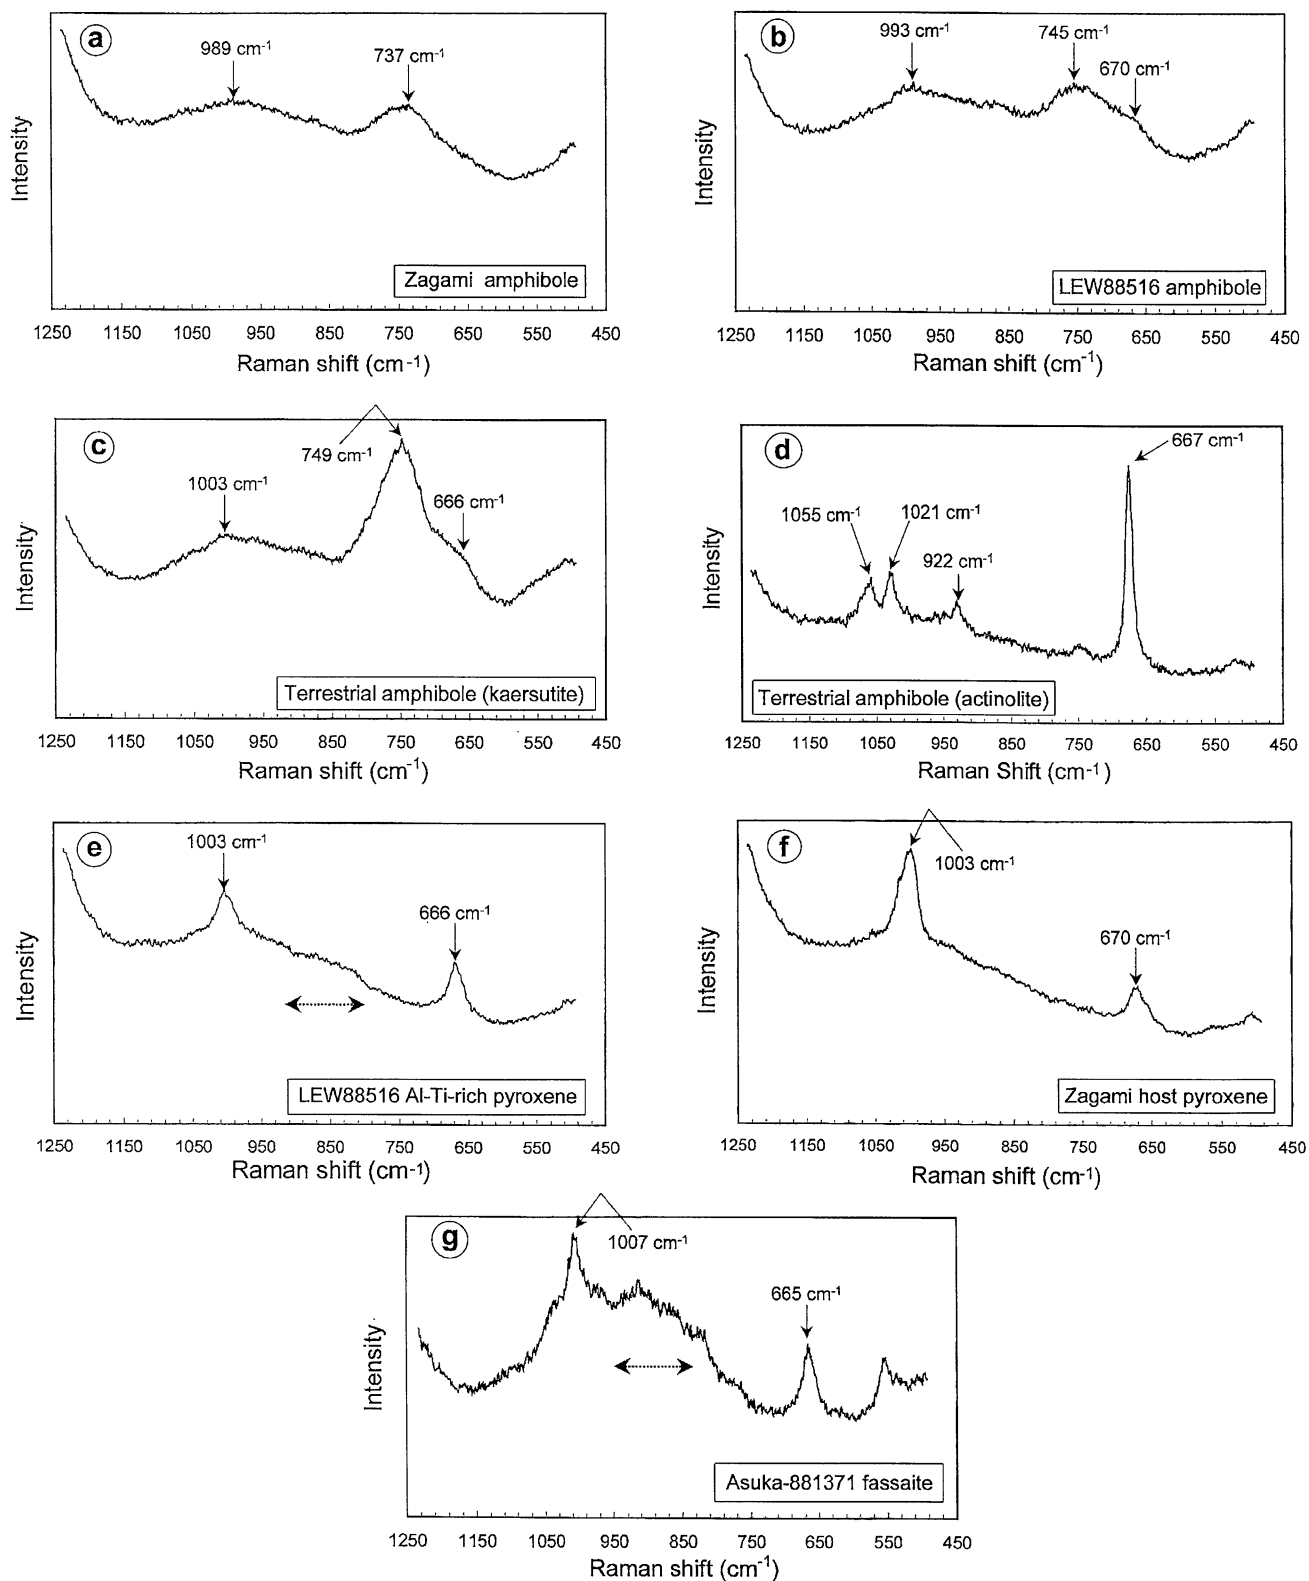 a
989 cm-1
737 cm-1
Intensity
Zagami amphibole
1250 1150 1050 950 850 750 650 550 450
Raman shift (cm-1)
b
993 cm-1
745 cm-1
670 cm-1
Intensity
LEW88516 amphibole
1250 1150 1050 950 850 750 650 550 450
Raman shift (cm-1)
c
1003 cm-1
749 cm-1
666 cm-1
Intensity
Terrestrial amphibole (kaersutite)
1250 1150 1050 950 850 750 650 550 450
Raman shift (cm-1)
d
667 cm-1
1055 cm-1
1021 cm-1
922 cm-1
Intensity
Terrestrial amphibole (actinolite)
1250 1150 1050 950 850 750 650 550 450
Raman Shift (cm-1)
e
1003 cm-1
666 cm-1
Intensity
LEW88516 Al-Ti-rich pyroxene
1250 1150 1050 950 850 750 650 550 450
Raman shift (cm-1)
f
1003 cm-1
670 cm-1
Intensity
Zagami host pyroxene
1250 1150 1050 950 850 750 650 550 450
Raman shift (cm-1)
g
1007 cm-1
665 cm-1
Intensity
Asuka-881371 fassaite
1250 1150 1050 950 850 750 650 550 450
Raman shift (cm-1)